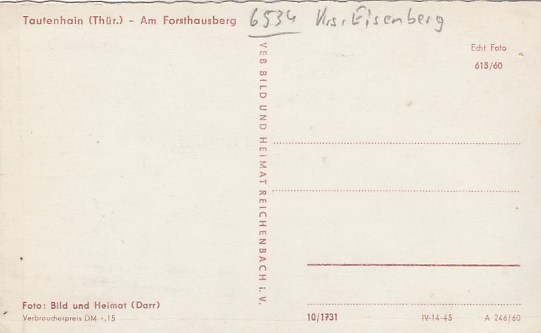 Tautenhain (Thür.) - Am Forsthausberg
6534 Krs. Eisenberg
Echt Foto
613/60
VEB BILD UND HEIMAT REICHENBACH i. V.
Foto: Bild und Heimat (Darr)
Verbraucherpreis DM -,15
10/1731
IV-14-45
A 246/60